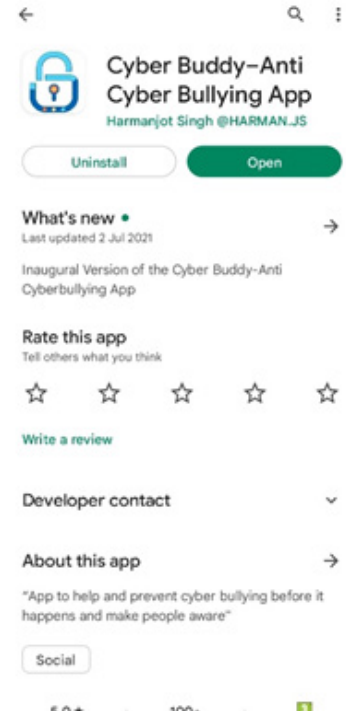 Cyber Buddy–Anti
Cyber Bullying App
Harmanjot Singh @HARMAN.JS
Uninstall
Open
What's new •
Last updated 2 Jul 2021
Inaugural Version of the Cyber Buddy-Anti
Cyberbullying App
Rate this app
Tell others what you think
Write a review
Developer contact
About this app
"App to help and prevent cyber bullying before it
happens and make people aware"
Social